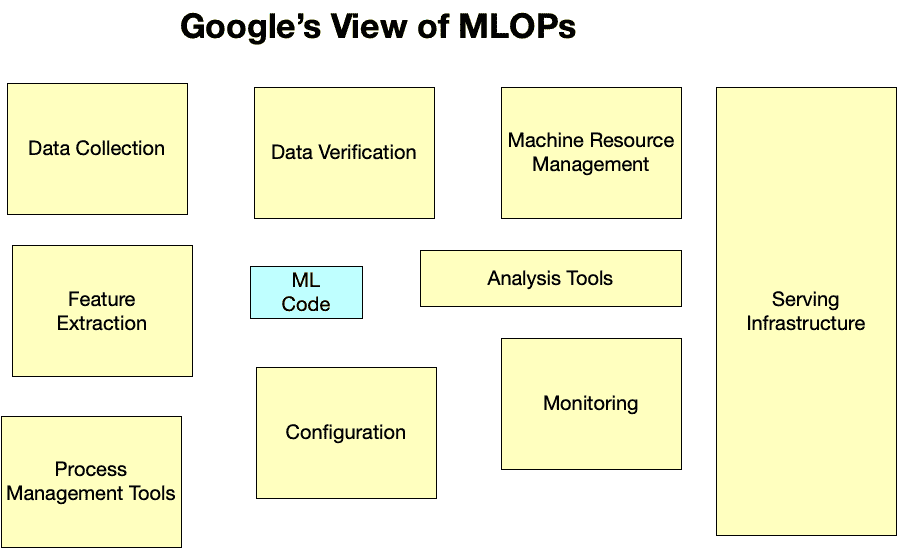 Google’s View of MLOPs
Data Collection
Data Verification
Machine Resource
Management
Feature
Extraction
ML
Code
Analysis Tools
Serving
Infrastructure
Configuration
Monitoring
Process
Management Tools